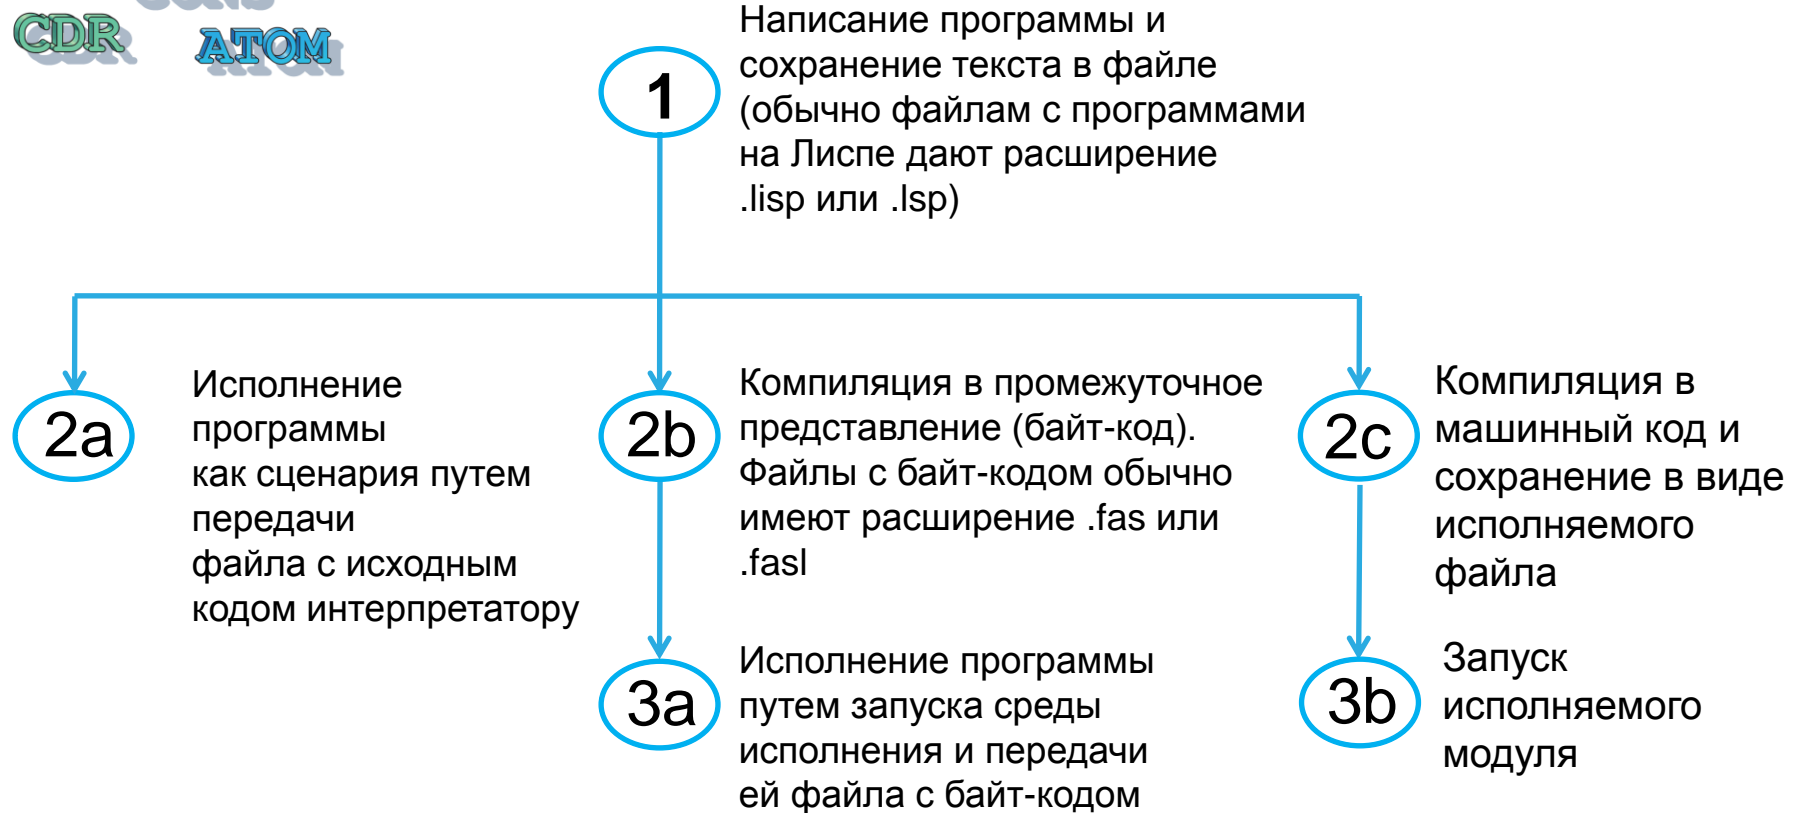 CDR
ATOM
1
Написание программы и
сохранение текста в файле
(обычно файлам с программами
на Лиспе дают расширение
.lisp или .lsp)
2a
Исполнение
программы
как сценария путем
передачи
файла с исходным
кодом интерпретатору
2b
Компиляция в промежуточное
представление (байт-код).
Файлы с байт-кодом обычно
имеют расширение .fas или
.fasl
2c
Компиляция в
машинный код и
сохранение в виде
исполняемого
файла
3a
Исполнение программы
путем запуска среды
исполнения и передачи
ей файла с байт-кодом
3b
Запуск
исполняемого
модуля